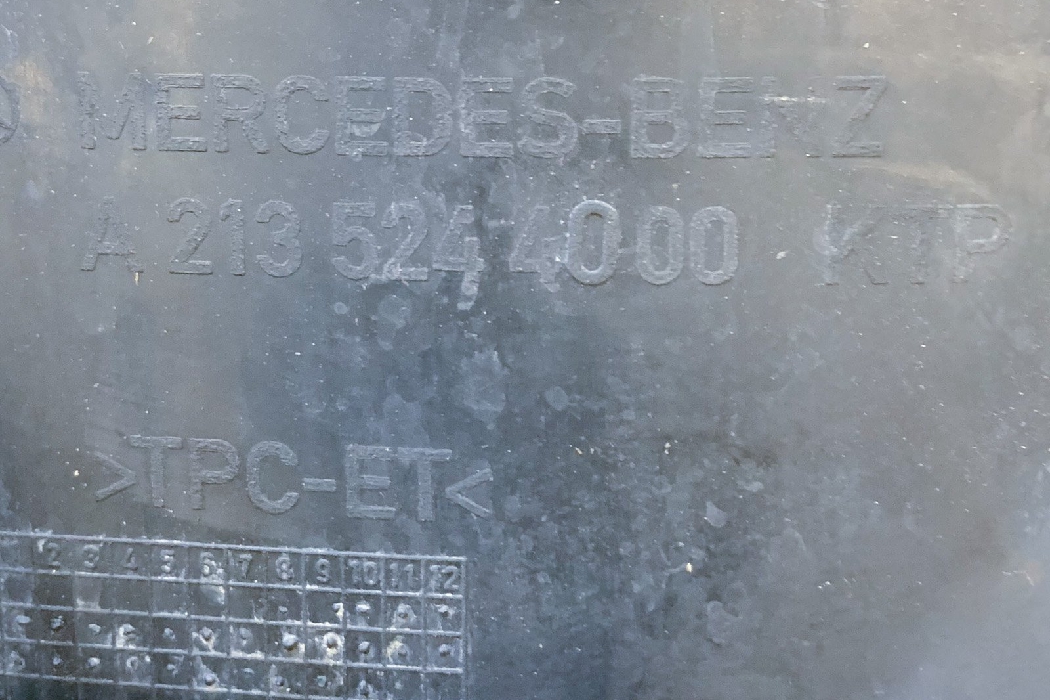 MERCEDES-BENZ
A 213 524 40 00 KTP
>TPC-ET<
2 3 4 5 6 7 8 9 10 11 12